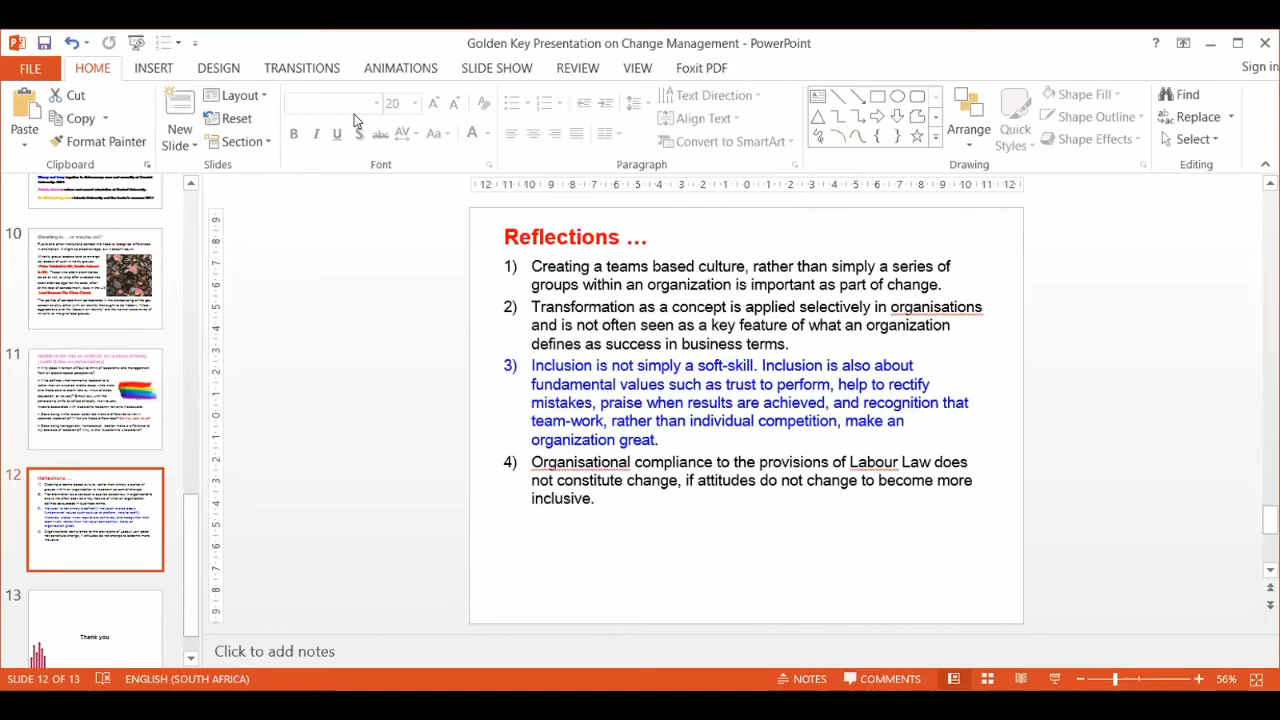 Golden Key Presentation on Change Management - PowerPoint
Sign in
FILE HOME INSERT DESIGN TRANSITIONS ANIMATIONS SLIDE SHOW REVIEW VIEW Foxit PDF
Paste
Cut
Copy
Format Painter
Clipboard
New
Slide
Layout
Reset
Section
Slides
20
Font
Text Direction
Align Text
Convert to SmartArt
Paragraph
Arrange
Quick
Styles
Shape Fill
Shape Outline
Shape Effects
Drawing
Find
Replace
Select
Editing
10
11
12
Reflections ...
13
Thank you
Reflections …
1) Creating a teams based culture, rather than simply a series of
groups within an organization is important as part of change.
2) Transformation as a concept is applied selectively in organisations
and is not often seen as a key feature of what an organization
defines as success in business terms.
3) Inclusion is not simply a soft-skill. Inclusion is also about
fundamental values such as trust to perform, help to rectify
mistakes, praise when results are achieved, and recognition that
team-work, rather than individual competition, make an
organization great.
4) Organisational compliance to the provisions of Labour Law does
not constitute change, if attitudes do not change to become more
inclusive.
Click to add notes
SLIDE 12 OF 13 ENGLISH (SOUTH AFRICA) NOTES COMMENTS 56%